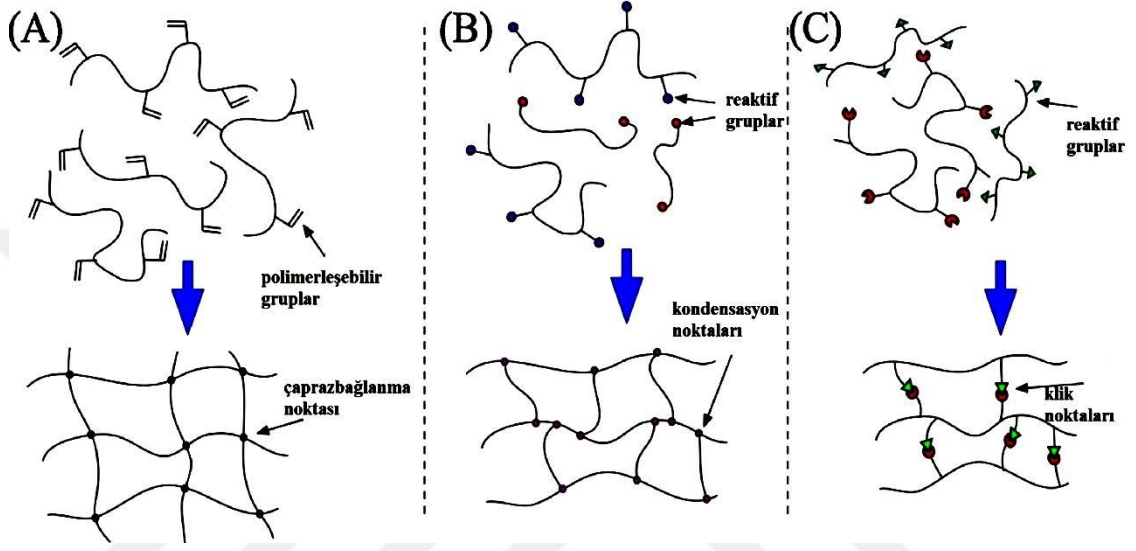 (A)
polimerleşebilir
gruplar
çaprazbağlanma
noktası
(B)
reaktif
gruplar
kondensasyon
noktaları
(C)
reaktif
gruplar
klik
noktaları